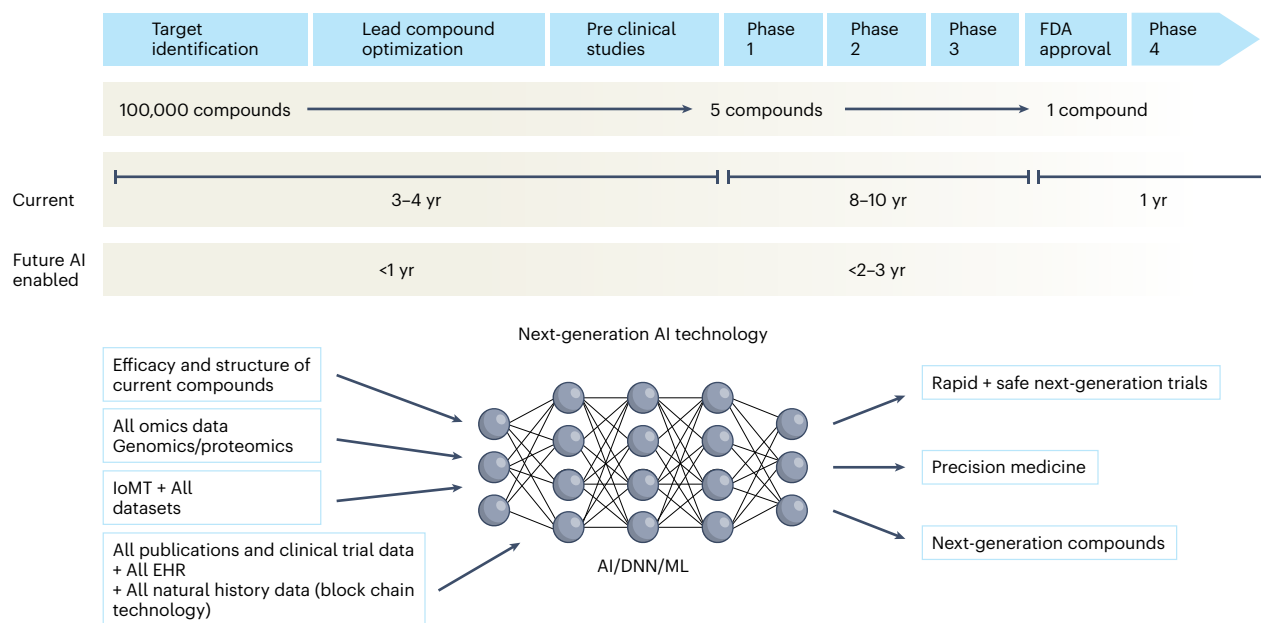 Target
identification
Lead compound
optimization
Pre clinical
studies
Phase
1
Phase
2
Phase
3
FDA
approval
Phase
4
100,000 compounds
5 compounds
1 compound
Current
3–4 yr
8–10 yr
1 yr
Future AI
enabled
<1 yr
<2–3 yr
Next-generation AI technology
Efficacy and structure of
current compounds
All omics data
Genomics/proteomics
IoMT + All
datasets
All publications and clinical trial data
+ All EHR
+ All natural history data (block chain
technology)
AI/DNN/ML
Rapid + safe next-generation trials
Precision medicine
Next-generation compounds